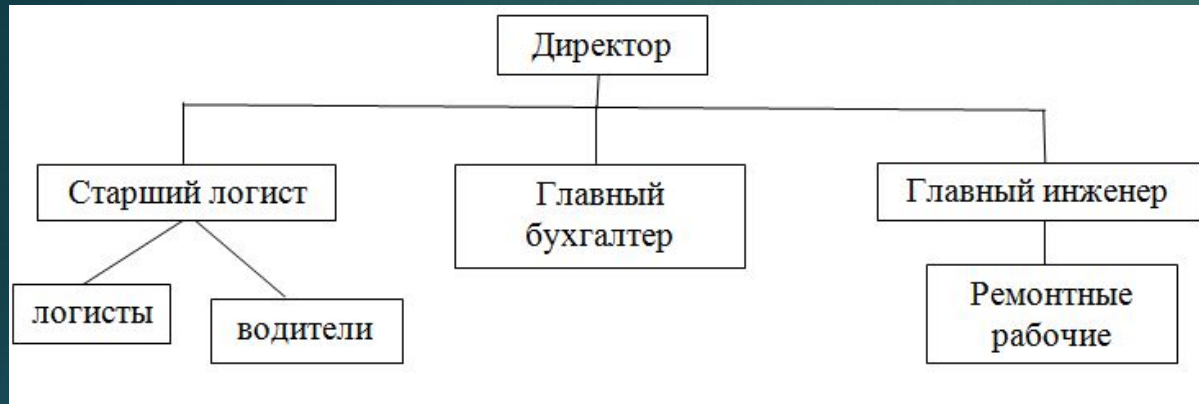 Директор
Старший логист
Главный
бухгалтер
Главный инженер
логисты
водители
Ремонтные
рабочие